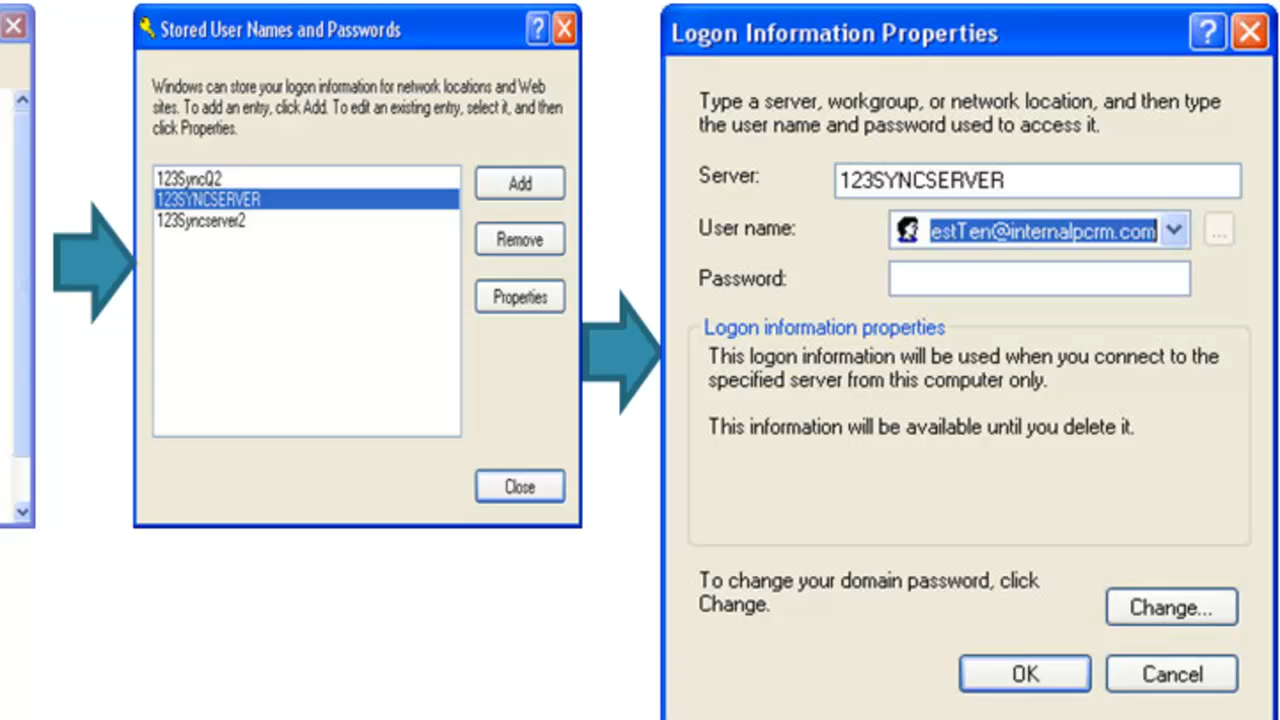 Stored User Names and Passwords
Windows can store your logon information for network locations and Web
sites. To add an entry, click Add. To edit an existing entry, select it, and then
click Properties.
123SyncQ2
123SYNCSERVER
123Syncserver2
Add
Remove
Properties
Close
Logon Information Properties
Type a server, workgroup, or network location, and then type
the user name and password used to access it.
Server:
123SYNCSERVER
User name:
estTen@internalpcrm.com
...
Password:
Logon information properties
This logon information will be used when you connect to the
specified server from this computer only.
This information will be available until you delete it.
To change your domain password, click
Change.
Change...
OK
Cancel